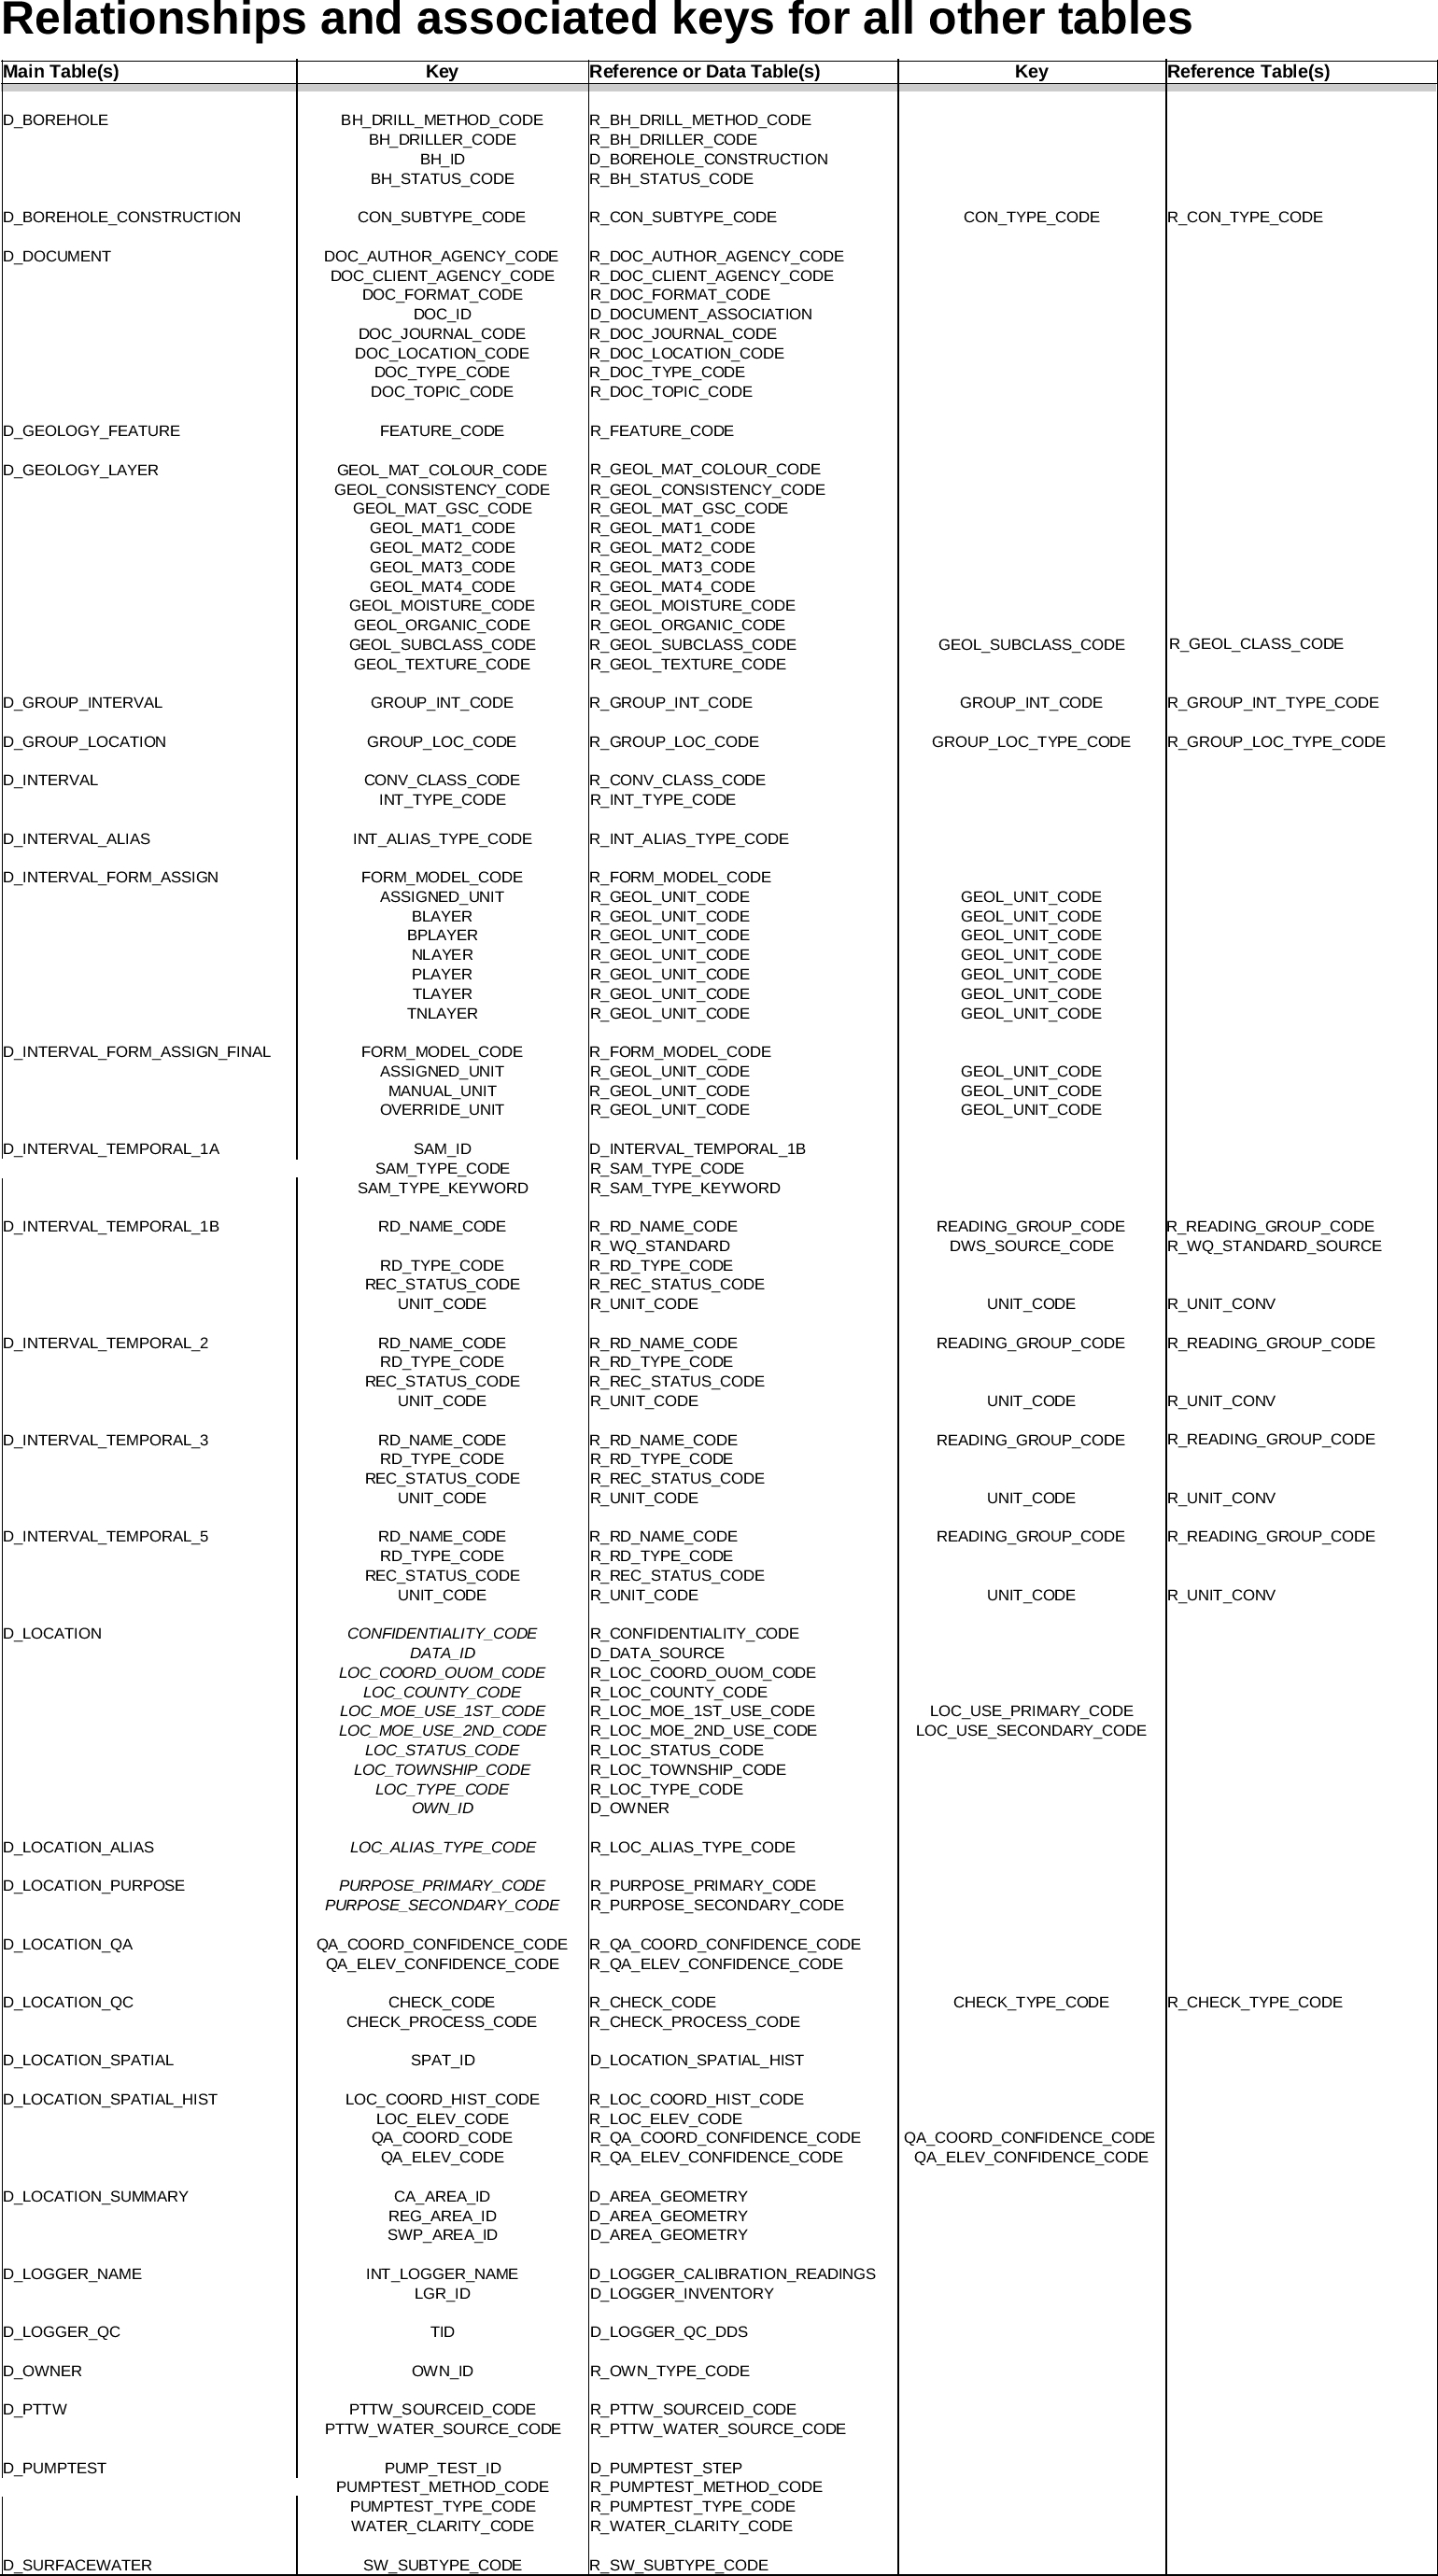 Relationships and associated keys for all other tables
Main Table(s) Key Reference or Data Table(s) Key Reference Table(s)
D_BOREHOLE BH_DRILL_METHOD_CODE R_BH_DRILL_METHOD_CODE
BH_DRILLER_CODE R_BH_DRILLER_CODE
BH_ID D_BOREHOLE_CONSTRUCTION
BH_STATUS_CODE R_BH_STATUS_CODE
D_BOREHOLE_CONSTRUCTION CON_SUBTYPE_CODE R_CON_SUBTYPE_CODE CON_TYPE_CODE R_CON_TYPE_CODE
D_DOCUMENT DOC_AUTHOR_AGENCY_CODE R_DOC_AUTHOR_AGENCY_CODE
DOC_CLIENT_AGENCY_CODE R_DOC_CLIENT_AGENCY_CODE
DOC_FORMAT_CODE R_DOC_FORMAT_CODE
DOC_ID D_DOCUMENT_ASSOCIATION
DOC_JOURNAL_CODE R_DOC_JOURNAL_CODE
DOC_LOCATION_CODE R_DOC_LOCATION_CODE
DOC_TYPE_CODE R_DOC_TYPE_CODE
DOC_TOPIC_CODE R_DOC_TOPIC_CODE
D_GEOLOGY_FEATURE FEATURE_CODE R_FEATURE_CODE
D_GEOLOGY_LAYER GEOL_MAT_COLOUR_CODE R_GEOL_MAT_COLOUR_CODE
GEOL_CONSISTENCY_CODE R_GEOL_CONSISTENCY_CODE
GEOL_MAT_GSC_CODE R_GEOL_MAT_GSC_CODE
GEOL_MAT1_CODE R_GEOL_MAT1_CODE
GEOL_MAT2_CODE R_GEOL_MAT2_CODE
GEOL_MAT3_CODE R_GEOL_MAT3_CODE
GEOL_MAT4_CODE R_GEOL_MAT4_CODE
GEOL_MOISTURE_CODE R_GEOL_MOISTURE_CODE
GEOL_ORGANIC_CODE R_GEOL_ORGANIC_CODE
GEOL_SUBCLASS_CODE R_GEOL_SUBCLASS_CODE GEOL_SUBCLASS_CODE R_GEOL_CLASS_CODE
GEOL_TEXTURE_CODE R_GEOL_TEXTURE_CODE
D_GROUP_INTERVAL GROUP_INT_CODE R_GROUP_INT_CODE GROUP_INT_CODE R_GROUP_INT_TYPE_CODE
D_GROUP_LOCATION GROUP_LOC_CODE R_GROUP_LOC_CODE GROUP_LOC_TYPE_CODE R_GROUP_LOC_TYPE_CODE
D_INTERVAL CONV_CLASS_CODE R_CONV_CLASS_CODE
INT_TYPE_CODE R_INT_TYPE_CODE
D_INTERVAL_ALIAS INT_ALIAS_TYPE_CODE R_INT_ALIAS_TYPE_CODE
D_INTERVAL_FORM_ASSIGN FORM_MODEL_CODE R_FORM_MODEL_CODE
ASSIGNED_UNIT R_GEOL_UNIT_CODE GEOL_UNIT_CODE
BLAYER R_GEOL_UNIT_CODE GEOL_UNIT_CODE
BPLAYER R_GEOL_UNIT_CODE GEOL_UNIT_CODE
NLAYER R_GEOL_UNIT_CODE GEOL_UNIT_CODE
PLAYER R_GEOL_UNIT_CODE GEOL_UNIT_CODE
TLAYER R_GEOL_UNIT_CODE GEOL_UNIT_CODE
TNLAYER R_GEOL_UNIT_CODE GEOL_UNIT_CODE
D_INTERVAL_FORM_ASSIGN_FINAL FORM_MODEL_CODE R_FORM_MODEL_CODE
ASSIGNED_UNIT R_GEOL_UNIT_CODE GEOL_UNIT_CODE
MANUAL_UNIT R_GEOL_UNIT_CODE GEOL_UNIT_CODE
OVERRIDE_UNIT R_GEOL_UNIT_CODE GEOL_UNIT_CODE
D_INTERVAL_TEMPORAL_1A SAM_ID D_INTERVAL_TEMPORAL_1B
SAM_TYPE_CODE R_SAM_TYPE_CODE
SAM_TYPE_KEYWORD R_SAM_TYPE_KEYWORD
D_INTERVAL_TEMPORAL_1B RD_NAME_CODE R_RD_NAME_CODE READING_GROUP_CODE R_READING_GROUP_CODE
R_WQ_STANDARD DWS_SOURCE_CODE R_WQ_STANDARD_SOURCE
RD_TYPE_CODE R_RD_TYPE_CODE
REC_STATUS_CODE R_REC_STATUS_CODE
UNIT_CODE R_UNIT_CODE UNIT_CODE R_UNIT_CONV
D_INTERVAL_TEMPORAL_2 RD_NAME_CODE R_RD_NAME_CODE READING_GROUP_CODE R_READING_GROUP_CODE
RD_TYPE_CODE R_RD_TYPE_CODE
REC_STATUS_CODE R_REC_STATUS_CODE
UNIT_CODE R_UNIT_CODE UNIT_CODE R_UNIT_CONV
D_INTERVAL_TEMPORAL_3 RD_NAME_CODE R_RD_NAME_CODE READING_GROUP_CODE R_READING_GROUP_CODE
RD_TYPE_CODE R_RD_TYPE_CODE
REC_STATUS_CODE R_REC_STATUS_CODE
UNIT_CODE R_UNIT_CODE UNIT_CODE R_UNIT_CONV
D_INTERVAL_TEMPORAL_5 RD_NAME_CODE R_RD_NAME_CODE READING_GROUP_CODE R_READING_GROUP_CODE
RD_TYPE_CODE R_RD_TYPE_CODE
REC_STATUS_CODE R_REC_STATUS_CODE
UNIT_CODE R_UNIT_CODE UNIT_CODE R_UNIT_CONV
D_LOCATION CONFIDENTIALITY_CODE R_CONFIDENTIALITY_CODE
DATA_ID D_DATA_SOURCE
LOC_COORD_OUOM_CODE R_LOC_COORD_OUOM_CODE
LOC_COUNTY_CODE R_LOC_COUNTY_CODE
LOC_MOE_USE_1ST_CODE R_LOC_MOE_1ST_USE_CODE LOC_USE_PRIMARY_CODE
LOC_MOE_USE_2ND_CODE R_LOC_MOE_2ND_USE_CODE LOC_USE_SECONDARY_CODE
LOC_STATUS_CODE R_LOC_STATUS_CODE
LOC_TOWNSHIP_CODE R_LOC_TOWNSHIP_CODE
LOC_TYPE_CODE R_LOC_TYPE_CODE
OWN_ID D_OWNER
D_LOCATION_ALIAS LOC_ALIAS_TYPE_CODE R_LOC_ALIAS_TYPE_CODE
D_LOCATION_PURPOSE PURPOSE_PRIMARY_CODE R_PURPOSE_PRIMARY_CODE
PURPOSE_SECONDARY_CODE R_PURPOSE_SECONDARY_CODE
D_LOCATION_QA QA_COORD_CONFIDENCE_CODE R_QA_COORD_CONFIDENCE_CODE
QA_ELEV_CONFIDENCE_CODE R_QA_ELEV_CONFIDENCE_CODE
D_LOCATION_QC CHECK_CODE R_CHECK_CODE CHECK_TYPE_CODE R_CHECK_TYPE_CODE
CHECK_PROCESS_CODE R_CHECK_PROCESS_CODE
D_LOCATION_SPATIAL SPAT_ID D_LOCATION_SPATIAL_HIST
D_LOCATION_SPATIAL_HIST LOC_COORD_HIST_CODE R_LOC_COORD_HIST_CODE
LOC_ELEV_CODE R_LOC_ELEV_CODE
QA_COORD_CODE R_QA_COORD_CONFIDENCE_CODE QA_COORD_CONFIDENCE_CODE
QA_ELEV_CODE R_QA_ELEV_CONFIDENCE_CODE QA_ELEV_CONFIDENCE_CODE
D_LOCATION_SUMMARY CA_AREA_ID D_AREA_GEOMETRY
REG_AREA_ID D_AREA_GEOMETRY
SWP_AREA_ID D_AREA_GEOMETRY
D_LOGGER_NAME INT_LOGGER_NAME D_LOGGER_CALIBRATION_READINGS
LGR_ID D_LOGGER_INVENTORY
D_LOGGER_QC TID D_LOGGER_QC_DDS
D_OWNER OWN_ID R_OWN_TYPE_CODE
D_PTTW PTTW_SOURCEID_CODE R_PTTW_SOURCEID_CODE
PTTW_WATER_SOURCE_CODE R_PTTW_WATER_SOURCE_CODE
D_PUMPTEST PUMP_TEST_ID D_PUMPTEST_STEP
PUMPTEST_METHOD_CODE R_PUMPTEST_METHOD_CODE
PUMPTEST_TYPE_CODE R_PUMPTEST_TYPE_CODE
WATER_CLARITY_CODE R_WATER_CLARITY_CODE
D_SURFACEWATER SW_SUBTYPE_CODE R_SW_SUBTYPE_CODE